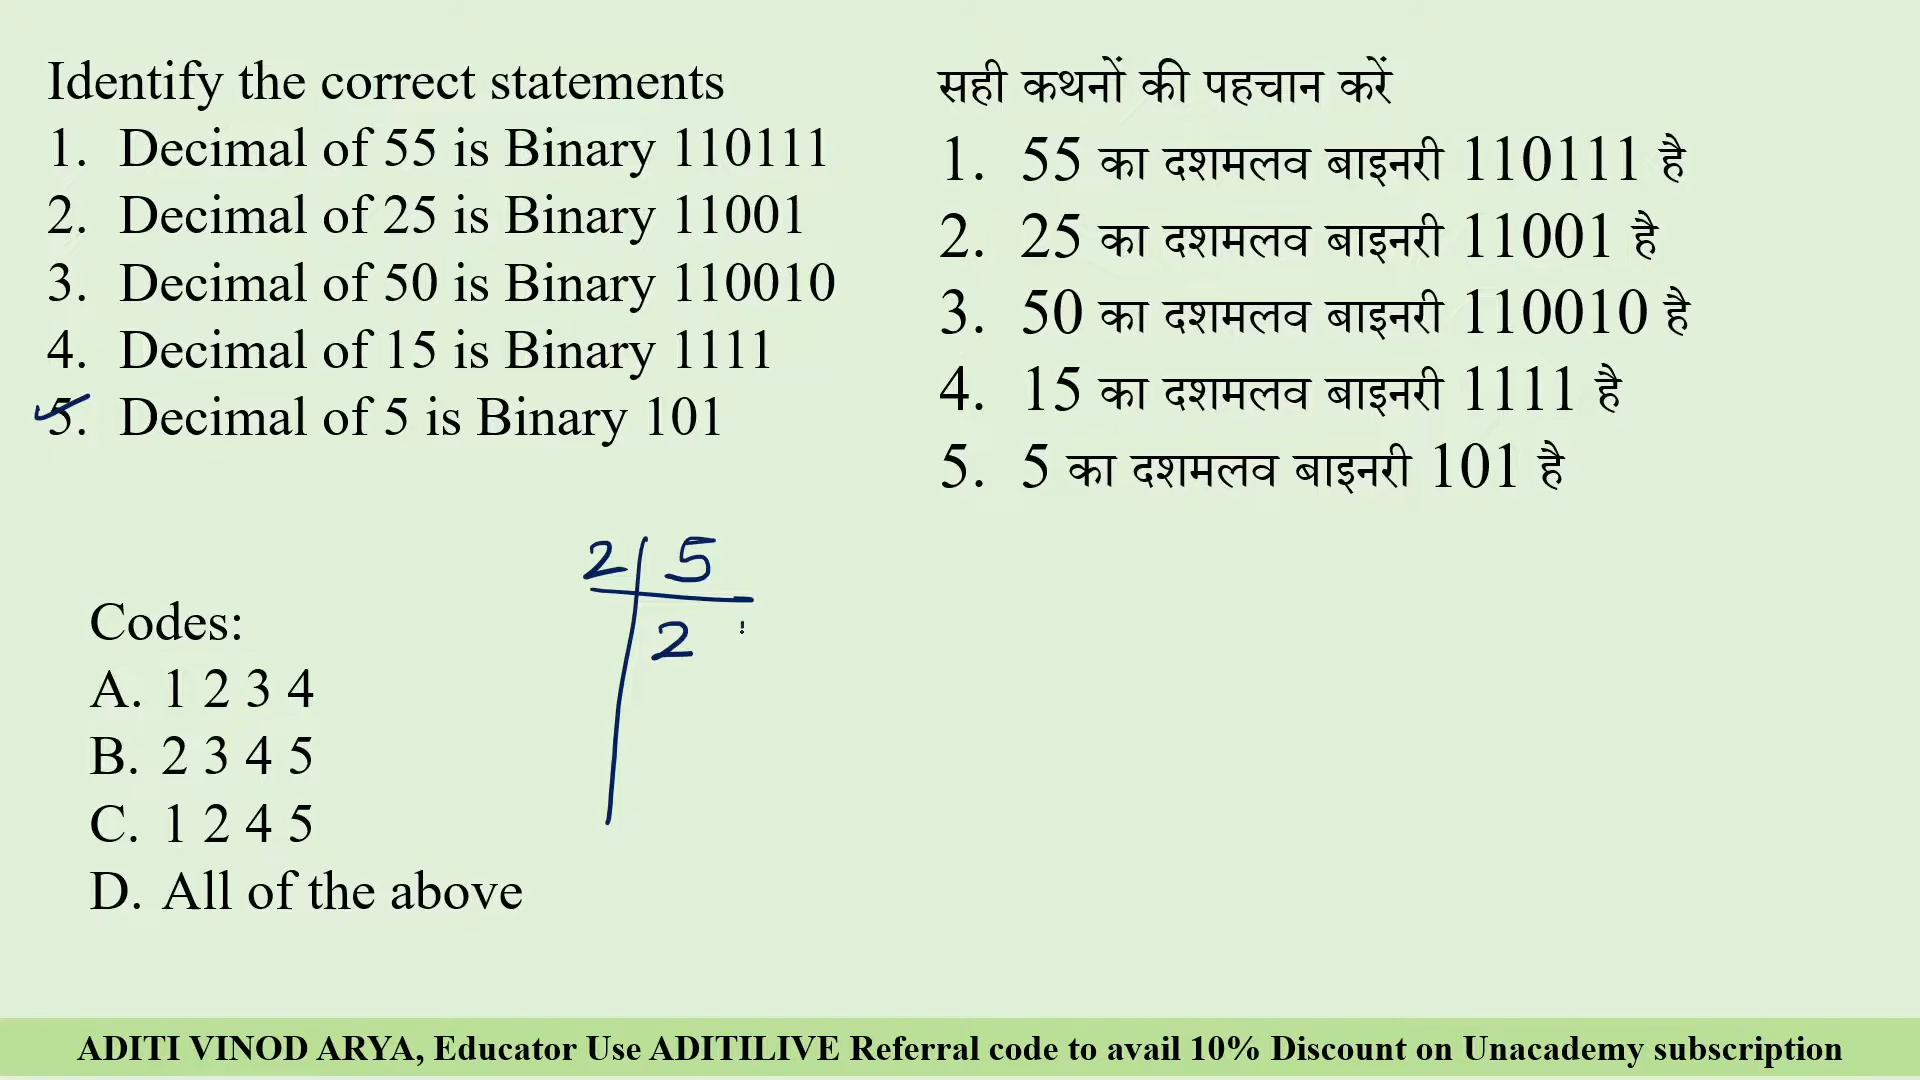 Identify the correct statements
1. Decimal of 55 is Binary 110111
2. Decimal of 25 is Binary 11001
3. Decimal of 50 is Binary 110010
4. Decimal of 15 is Binary 1111
5. Decimal of 5 is Binary 101
Codes:
A. 1 2 3 4
B. 2 3 4 5
C. 1 2 4 5
D. All of the above
2 5
2
सही कथनों की पहचान करें
1. 55 का दशमलव बाइनरी 110111 है
2. 25 का दशमलव बाइनरी 11001 है
3. 50 का दशमलव बाइनरी 110010 है
4. 15 का दशमलव बाइनरी 1111 है
5. 5 का दशमलव बाइनरी 101 है
ADITI VINOD ARYA, Educator Use ADITILIVE Referral code to avail 10% Discount on Unacademy subscription